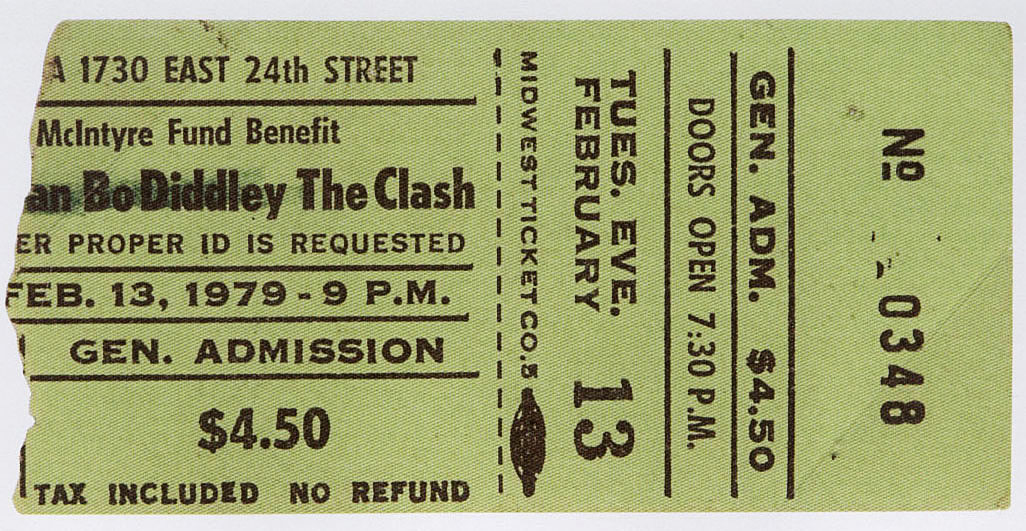 A 1730 EAST 24th STREET
McIntyre Fund Benefit
an Bo Diddley The Clash
ER PROPER ID IS REQUESTED
FEB. 13, 1979 - 9 P.M.
GEN. ADMISSION
$4.50
TAX INCLUDED NO REFUND
MIDWEST TICKET CO. 5
TUES. EVE.
FEBRUARY 13
DOORS OPEN 7:30 P.M.
GEN. ADM. $4.50
No 0348